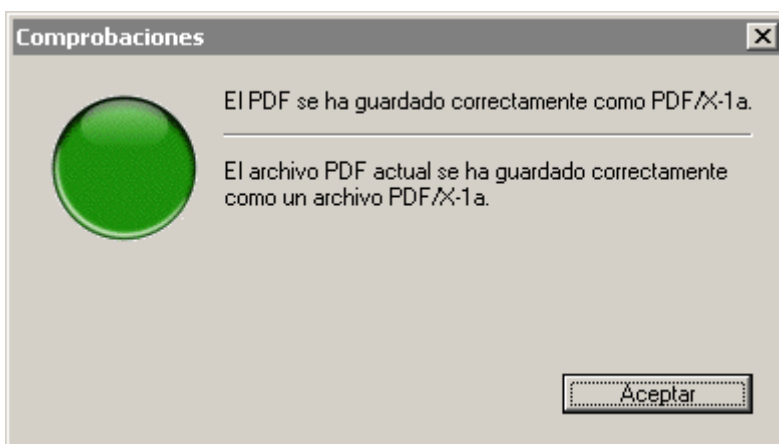 Comprobaciones
El PDF se ha guardado correctamente como PDF/X-1a.
El archivo PDF actual se ha guardado correctamente
como un archivo PDF/X-1a.
Aceptar